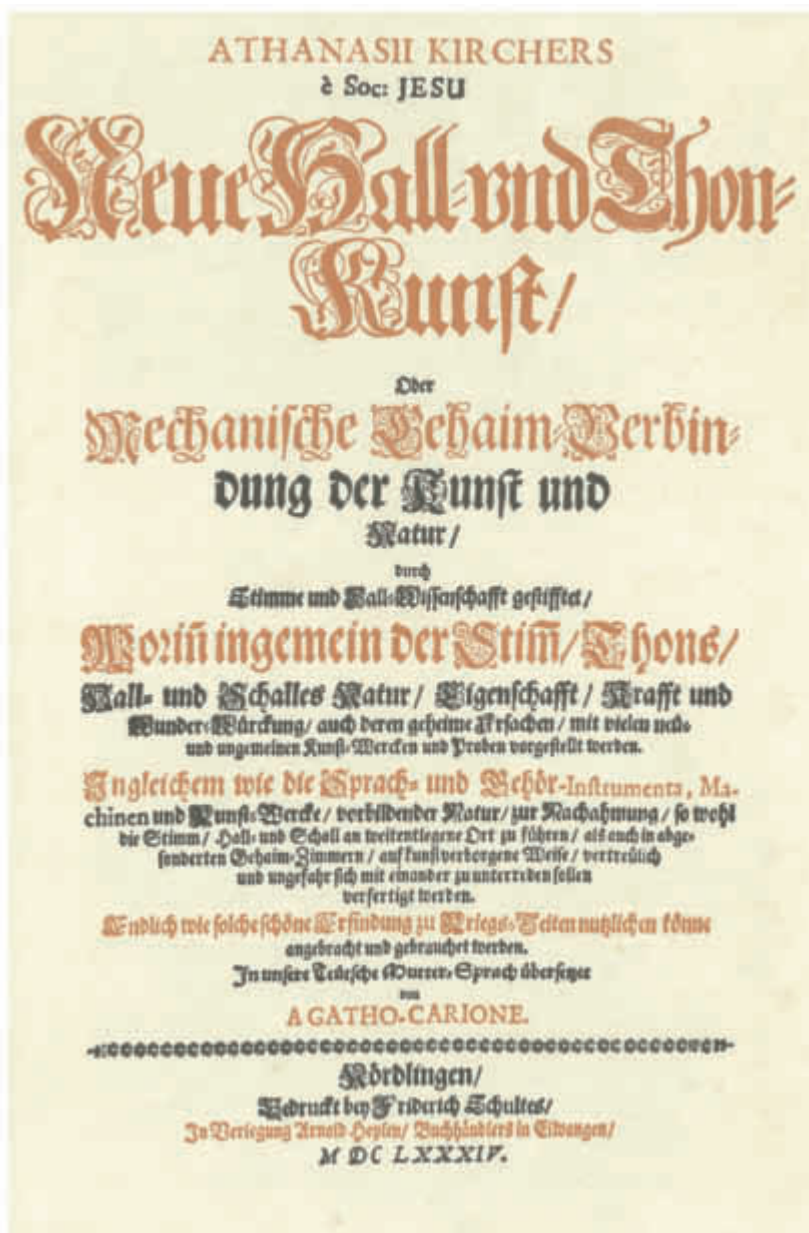 ATHANASII KIRCHERS
è Soc: JESU
Neue Hall- vnd Thon-
Kunst/
Oder
Mechanische Gehaim-Verbin-
dung der Kunst und
Natur/
durch
Stimme und Hall-Wissenschafft gestifftet/
Worin̄ ingemein der Stim̄/ Thons/
Hall- und Schalles Natur/ Eigenschafft/ Krafft und
Wunder-Würckung/ auch deren geheime Ursachen/ mit vielen neu-
und ungemeinen Kunst-Wercken und Proben vorgestellt werden.
Ingleichem wie die Sprach- und Gehör-Instrumenta, Ma-
chinen und Kunst-Wercke/ vorbildender Natur/ zur Nachahmung/ so wohl
die Stimm/ Hall- und Schall an weitentlegene Ort zu führen/ als auch in abge-
sonderten Gehaim-Zimmern/ auf kunstverborgene Weise/ vertreülich
und ungefahr sich mit einander zu unterreden sollen
verfertigt werden.
Endlich wie solche schöne Erfindung zu Kriegs-Zeiten nutzlichen könne
angebracht und gebrauchet werden.
In unsere Teütsche Mutter-Sprach übersetzet
von
AGATHO-CARIONE.
Nördlingen/
Gedruckt bey Friderich Schultes/
In Verlegung Arnold Heylen/ Buchhändlers in Ellwangen/
M DC LXXXIV.